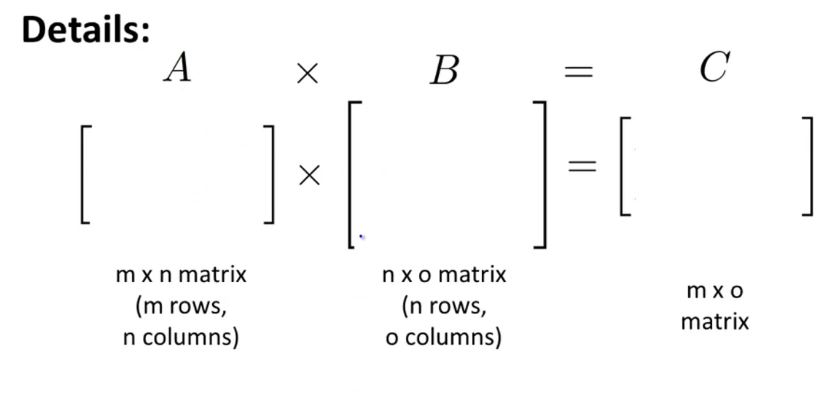 Details:
A × B = C
[ ] × [ ] = [ ]
m x n matrix
(m rows,
n columns)
n x o matrix
(n rows,
o columns)
m x o
matrix